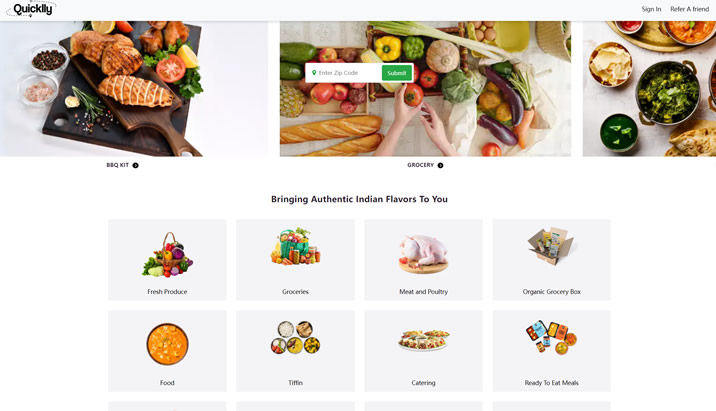 Quicklly
Sign In
Refer A friend
Enter Zip Code
Submit
BBQ KIT
GROCERY
Bringing Authentic Indian Flavors To You
Fresh Produce
Groceries
Meat and Poultry
Organic Grocery Box
Food
Tiffin
Catering
Ready To Eat Meals